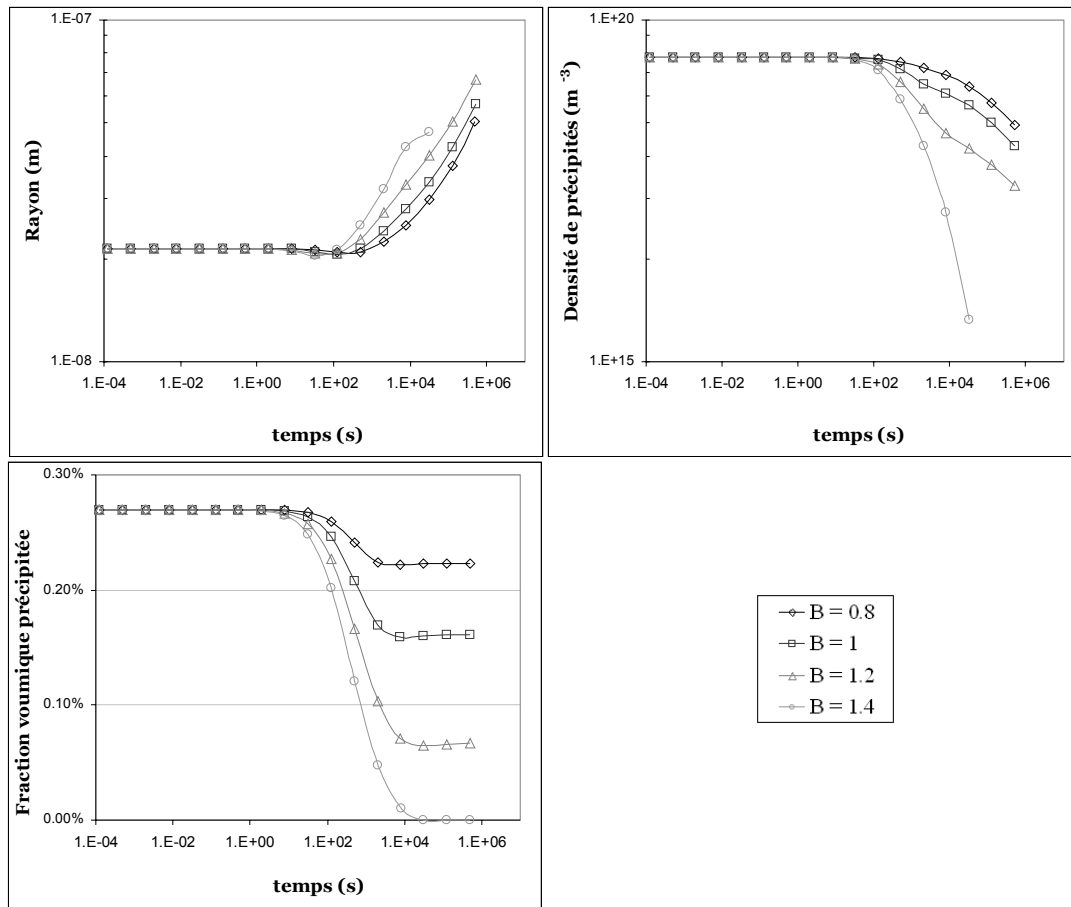 1.E-07
Rayon (m)
1.E-08
1.E-04 1.E-02 1.E+00 1.E+02 1.E+04 1.E+06
temps (s)
1.E+20
Densité de précipités (m -3)
1.E+15
1.E-04 1.E-02 1.E+00 1.E+02 1.E+04 1.E+06
temps (s)
0.30%
0.20%
0.10%
0.00%
Fraction voumique précipitée
1.E-04 1.E-02 1.E+00 1.E+02 1.E+04 1.E+06
temps (s)
B = 0.8
B = 1
B = 1.2
B = 1.4